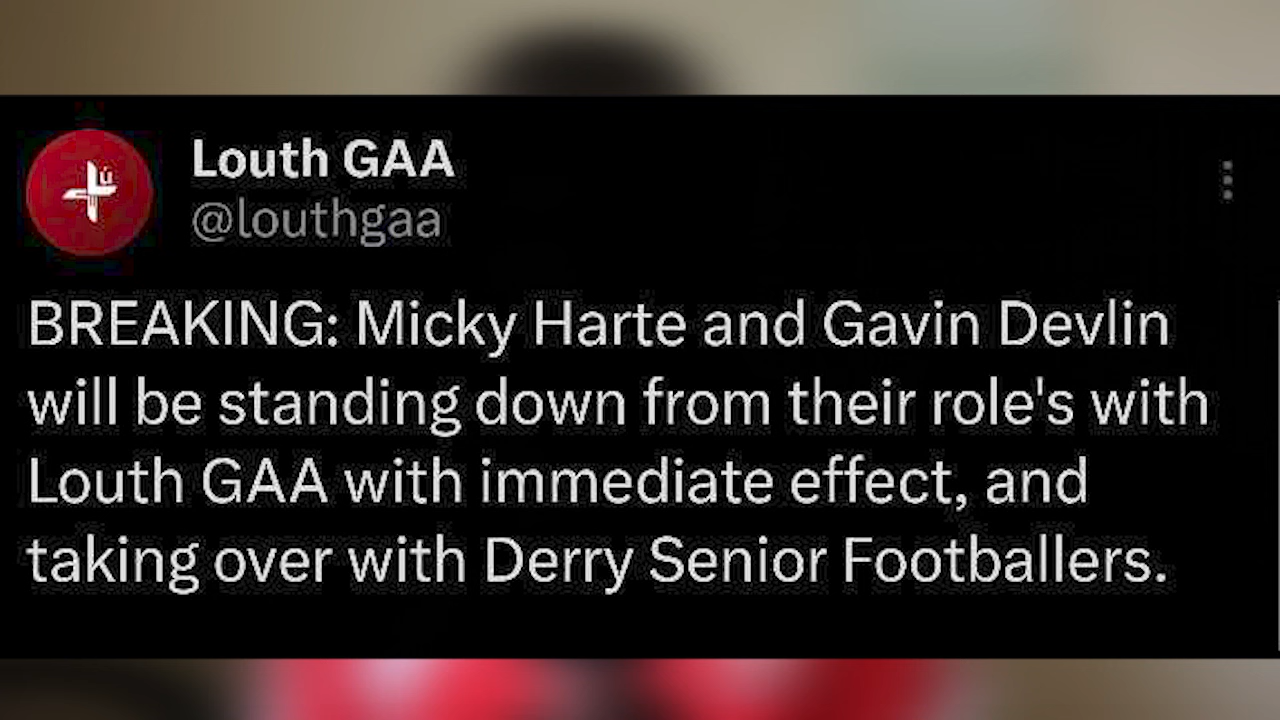 Louth GAA
@louthgaa
BREAKING: Micky Harte and Gavin Devlin
will be standing down from their role's with
Louth GAA with immediate effect, and
taking over with Derry Senior Footballers.